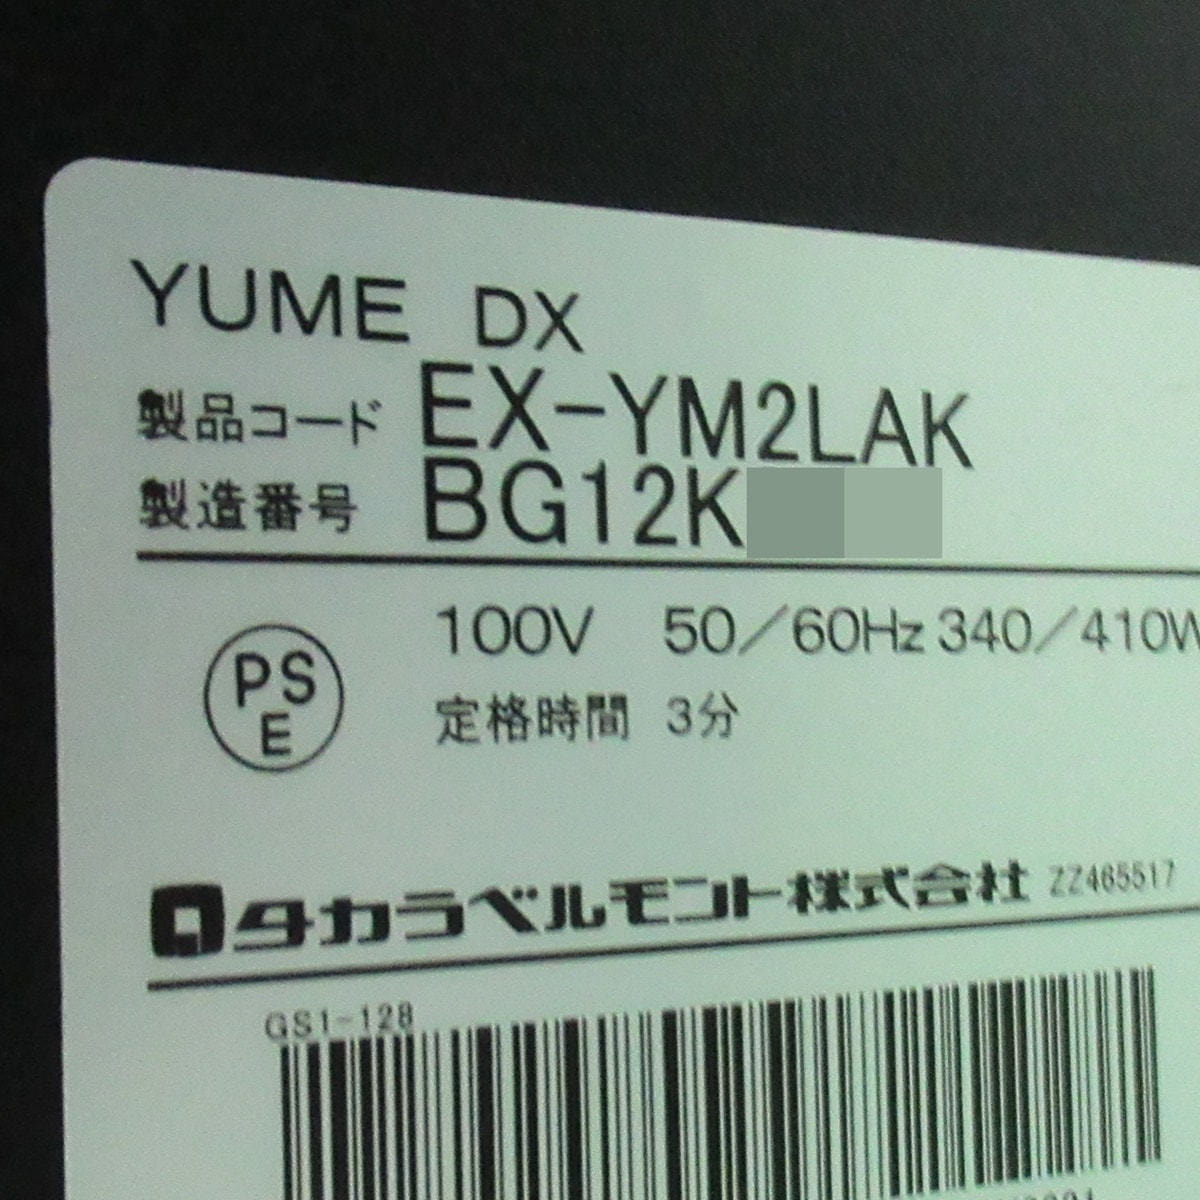 YUME DX
製品コード EX-YM2LAK
製造番号 BG12K
100V 50／60Hz 340／410W
定格時間 3分
PSE
タカラベルモント株式会社 ZZ465517
GS1-128